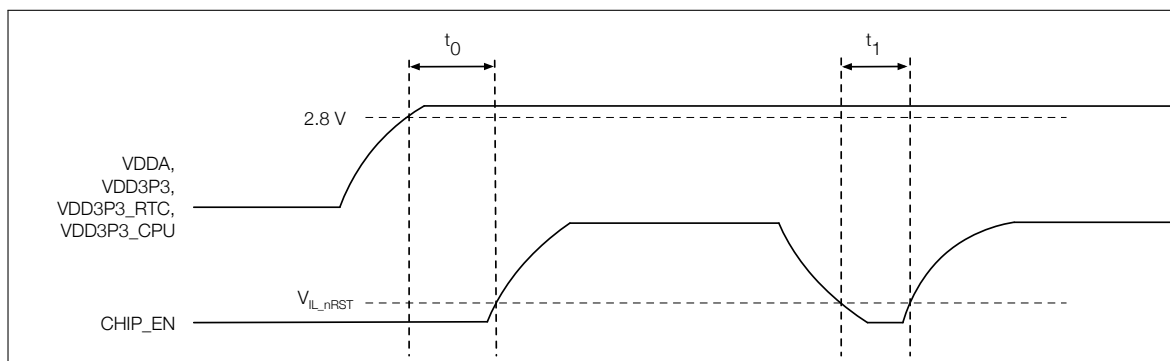 t0 t1
2.8 V
VDDA,
VDD3P3,
VDD3P3_RTC,
VDD3P3_CPU
VIL_nRST
CHIP_EN